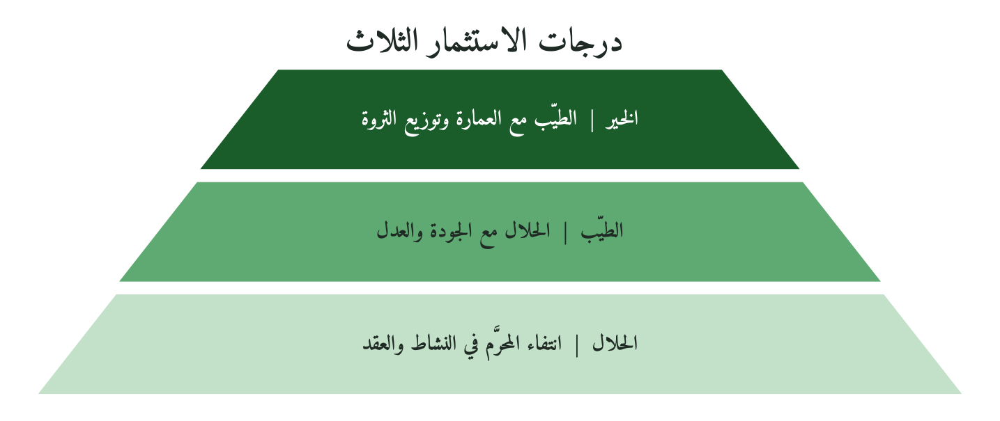 درجات الاستثمار الثلاث
الخير | الطيّب مع العمارة وتوزيع الثروة
الطيّب | الحلال مع الجودة والعدل
الحلال | انتفاء المحرَّم في النشاط والعقد